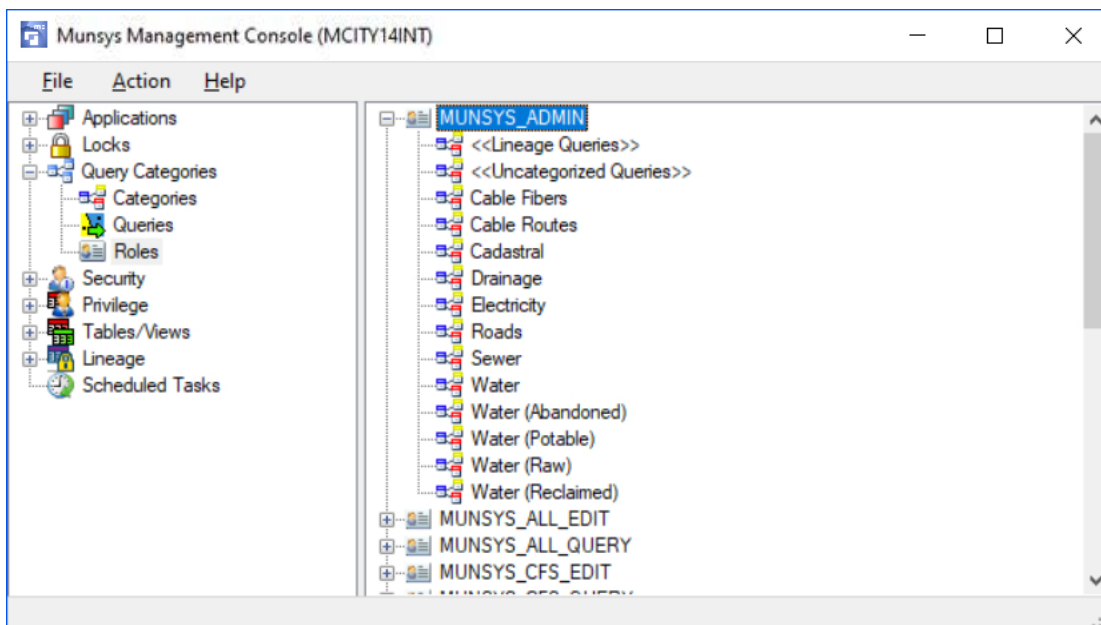 Munsys Management Console (MCITY14INT)
File Action Help
Applications
Locks
Query Categories
Categories
Queries
Roles
Security
Privilege
Tables/Views
Lineage
Scheduled Tasks
MUNSYS_ADMIN
<<Lineage Queries>>
<<Uncategorized Queries>>
Cable Fibers
Cable Routes
Cadastral
Drainage
Electricity
Roads
Sewer
Water
Water (Abandoned)
Water (Potable)
Water (Raw)
Water (Reclaimed)
MUNSYS_ALL_EDIT
MUNSYS_ALL_QUERY
MUNSYS_CFS_EDIT